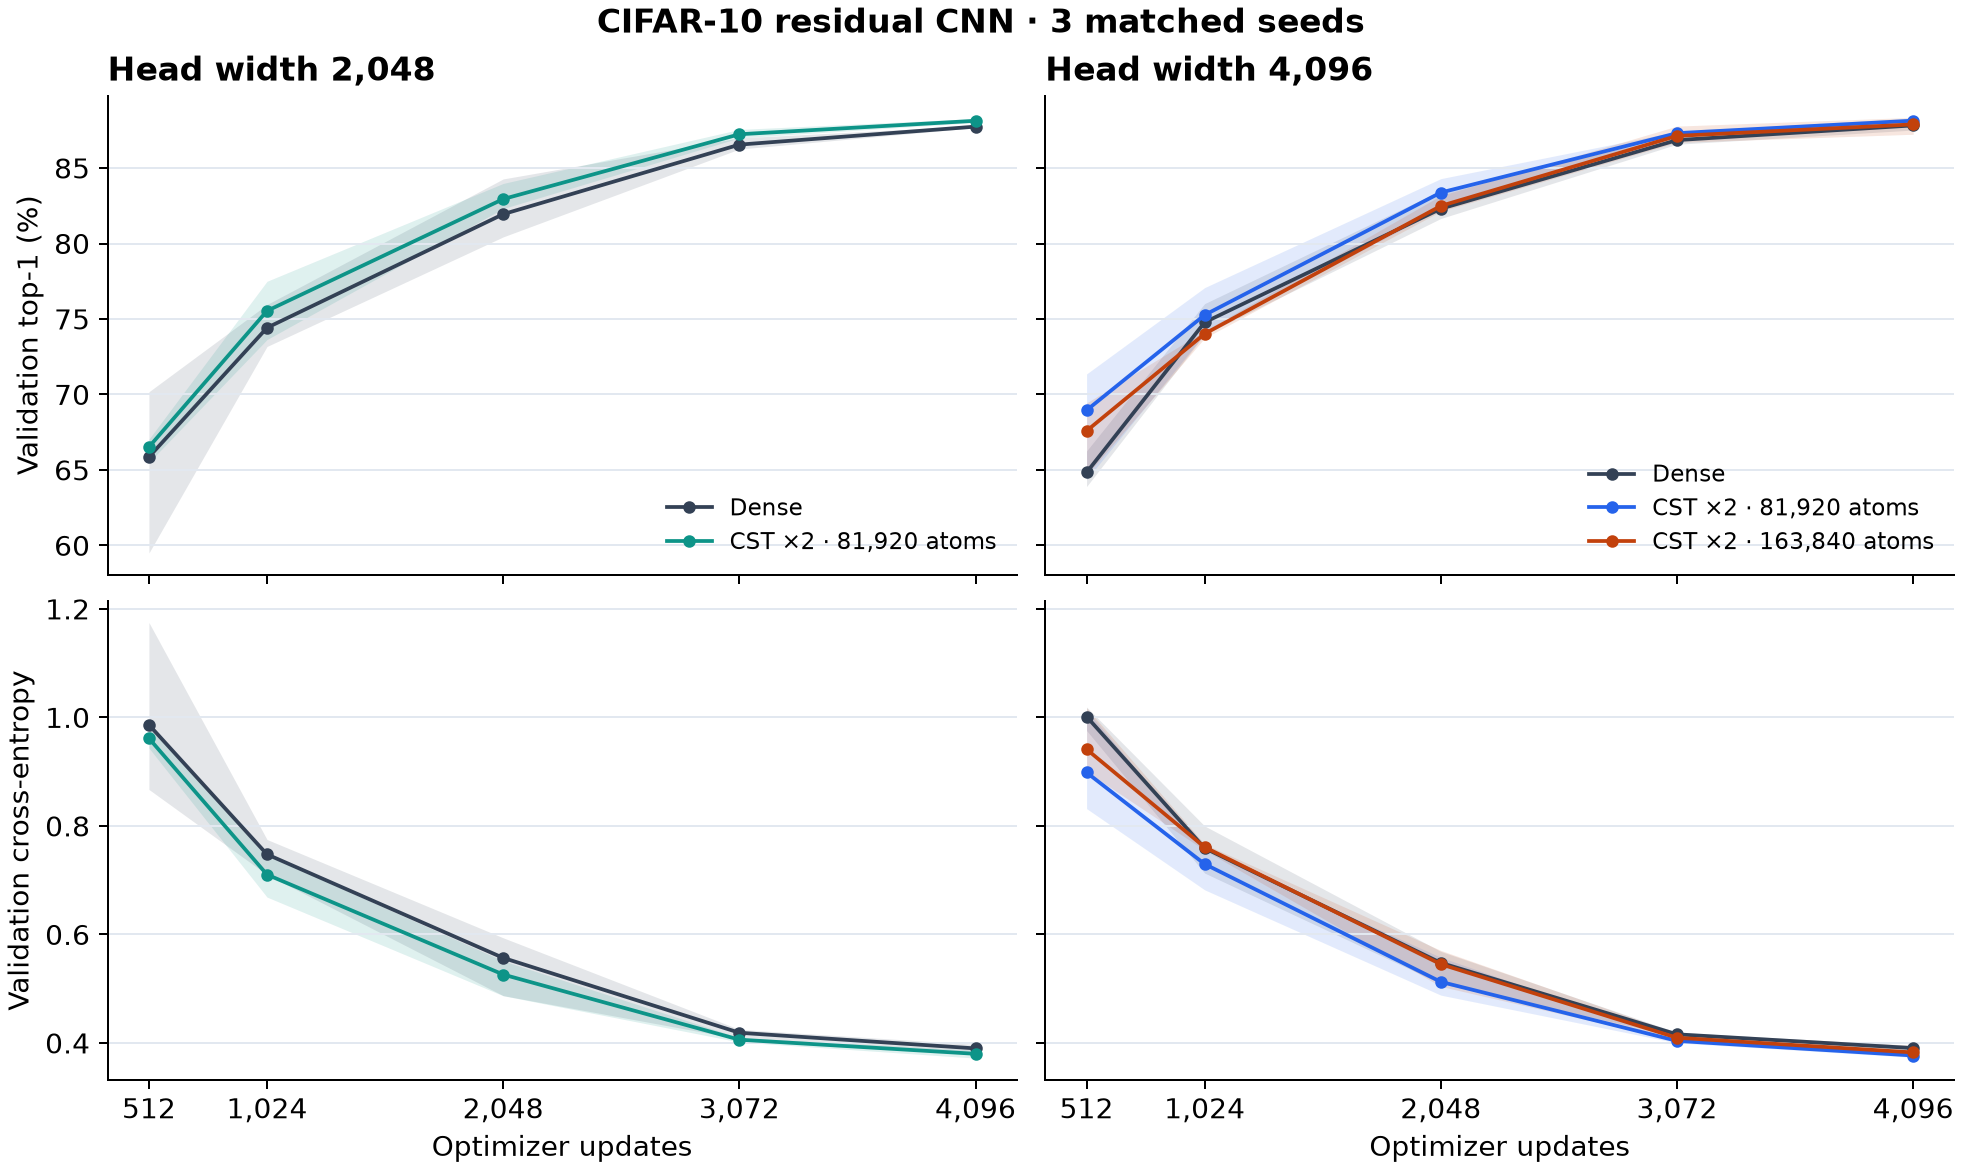 CIFAR-10 residual CNN · 3 matched seeds
Head width 2,048
Head width 4,096
Validation top-1 (%)
85
80
75
70
65
60
Dense
CST ×2 · 81,920 atoms
Dense
CST ×2 · 81,920 atoms
CST ×2 · 163,840 atoms
Validation cross-entropy
1.2
1.0
0.8
0.6
0.4
512 1,024 2,048 3,072 4,096
512 1,024 2,048 3,072 4,096
Optimizer updates
Optimizer updates